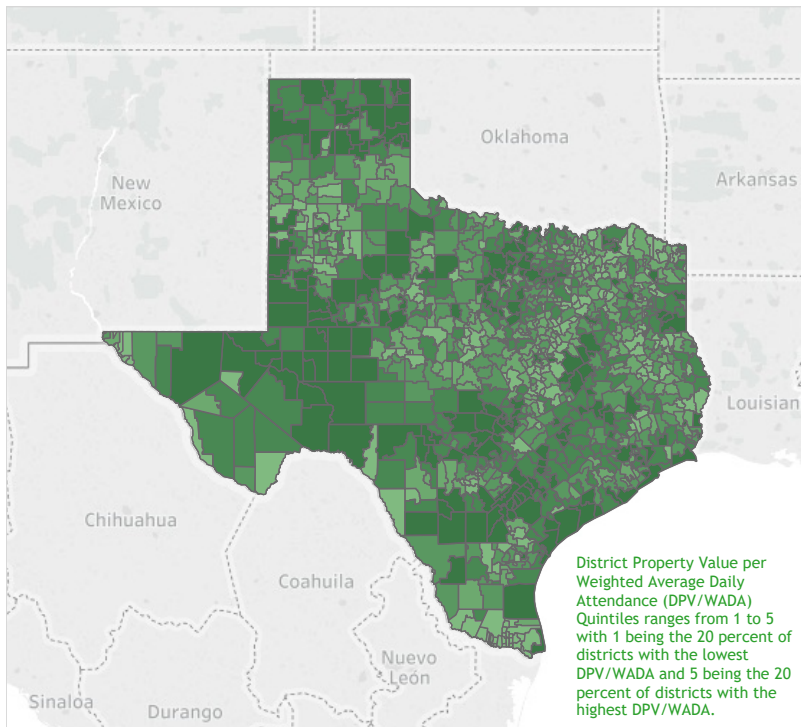 Oklahoma
New
Mexico
Arkansas
Louisian
Chihuahua
Coahuila
Nuevo
León
Sinaloa
Durango
District Property Value per
Weighted Average Daily
Attendance (DPV/WADA)
Quintiles ranges from 1 to 5
with 1 being the 20 percent of
districts with the lowest
DPV/WADA and 5 being the 20
percent of districts with the
highest DPV/WADA.